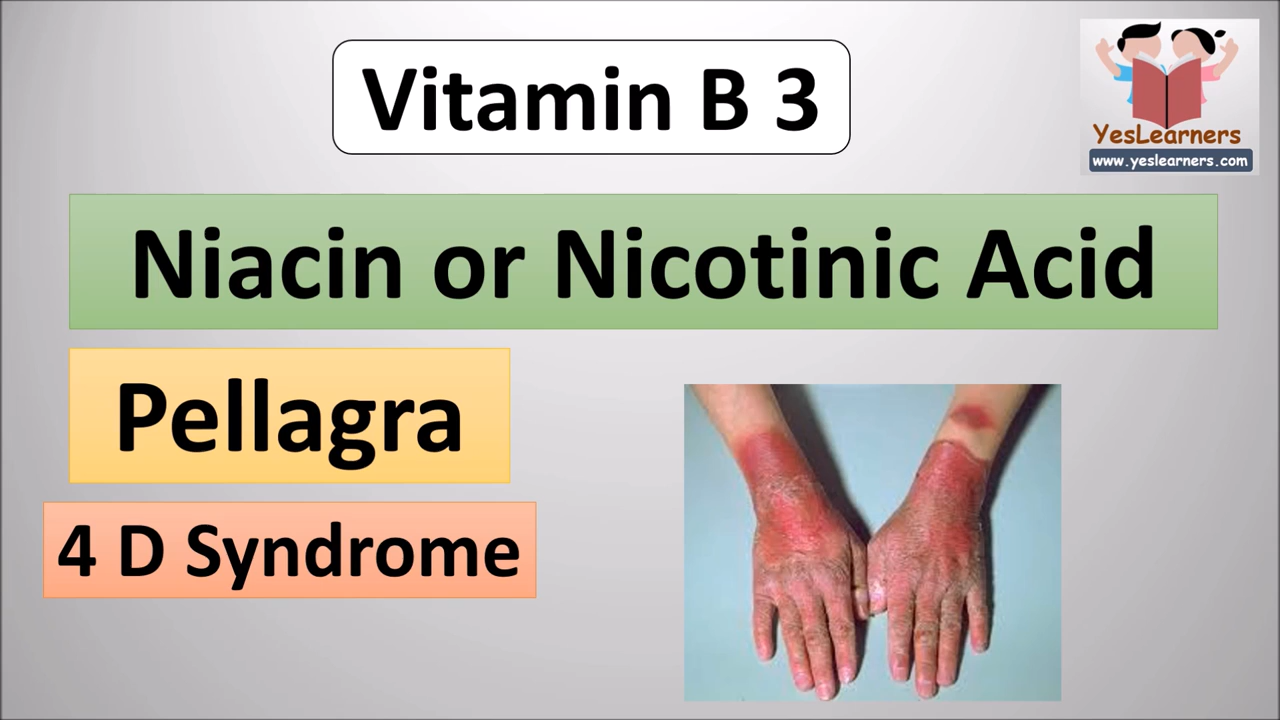 Vitamin B 3
YesLearners
www.yeslearners.com
Niacin or Nicotinic Acid
Pellagra
4 D Syndrome